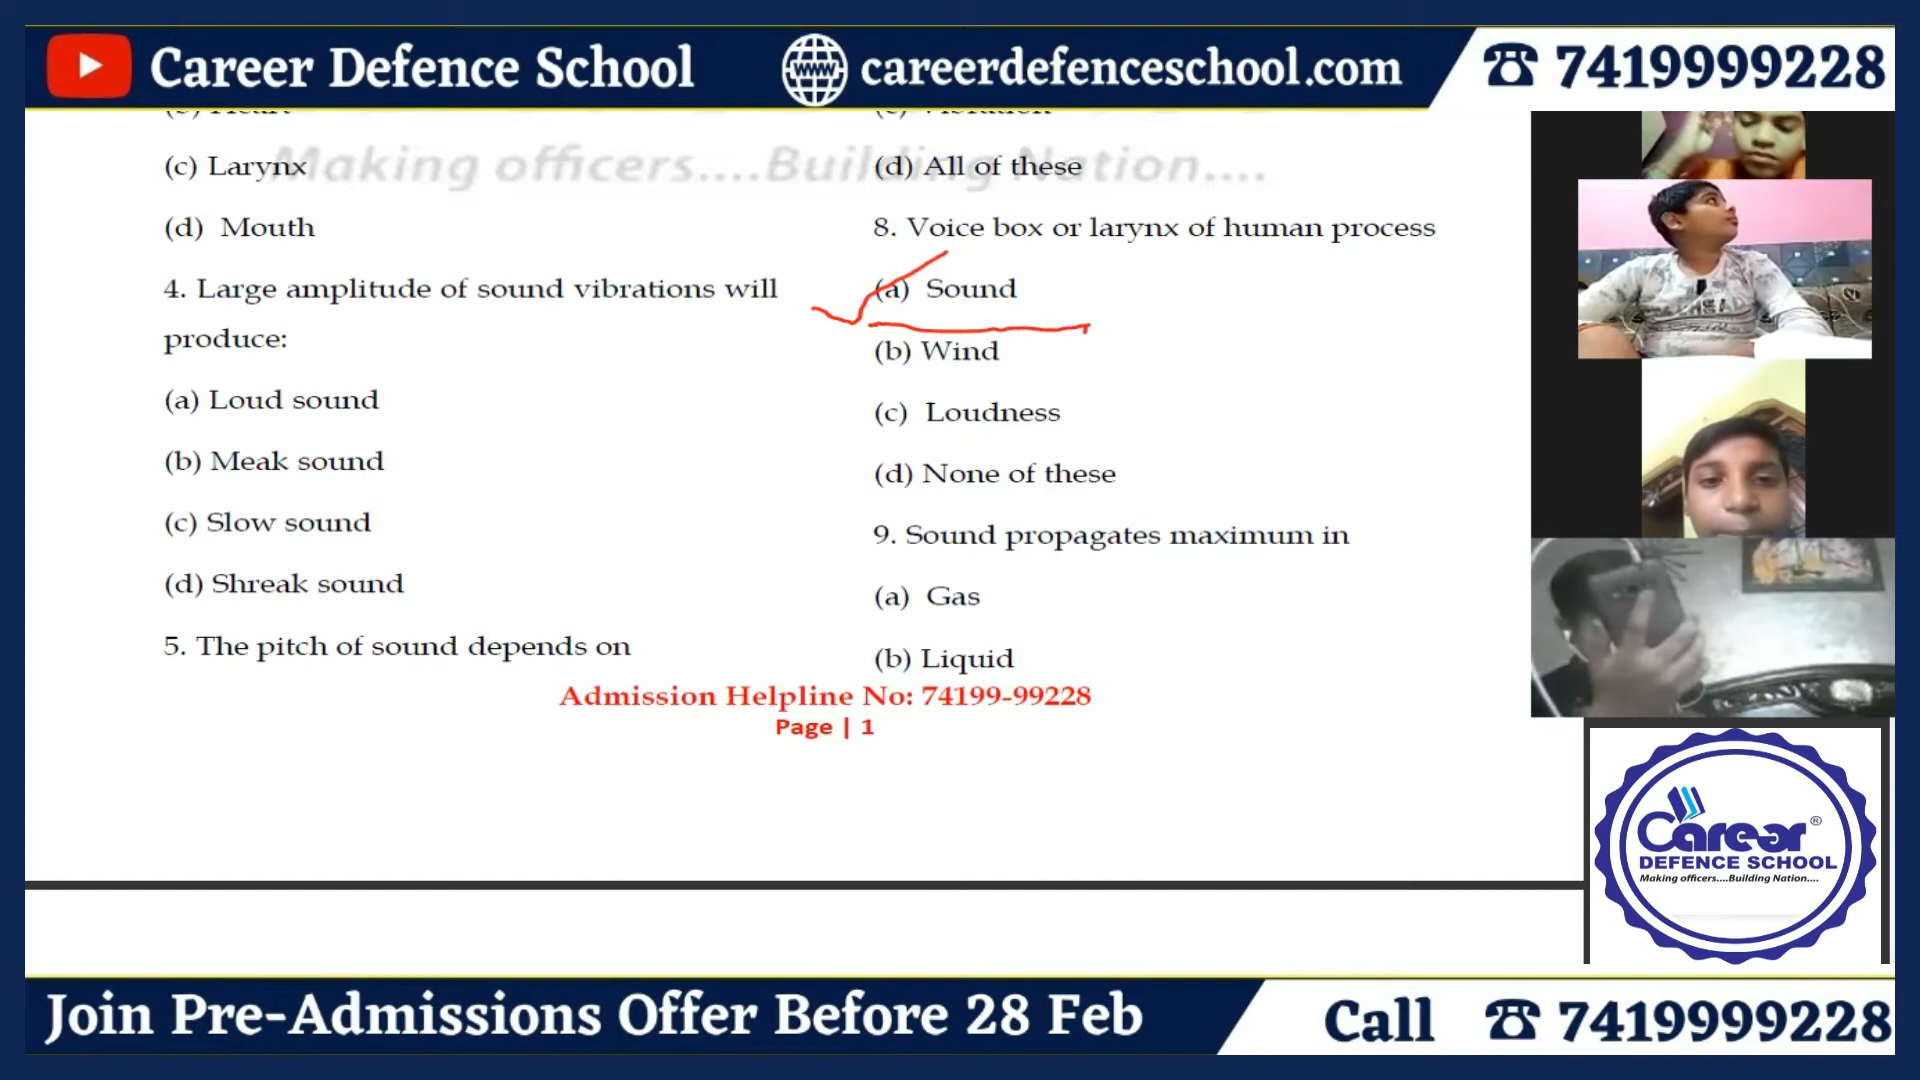 Career Defence School
www
careerdefenceschool.com
7419999228
Making officers....Building Nation....
(b) Heart
(c) Larynx
(d) Mouth
4. Large amplitude of sound vibrations will
produce:
(a) Loud sound
(b) Meak sound
(c) Slow sound
(d) Shreak sound
5. The pitch of sound depends on
(c) Vibration
(d) All of these
8. Voice box or larynx of human process
(a) Sound
(b) Wind
(c) Loudness
(d) None of these
9. Sound propagates maximum in
(a) Gas
(b) Liquid
Admission Helpline No: 74199-99228
Page | 1
Career ®
DEFENCE SCHOOL
Making officers....Building Nation....
Join Pre-Admissions Offer Before 28 Feb
Call 7419999228